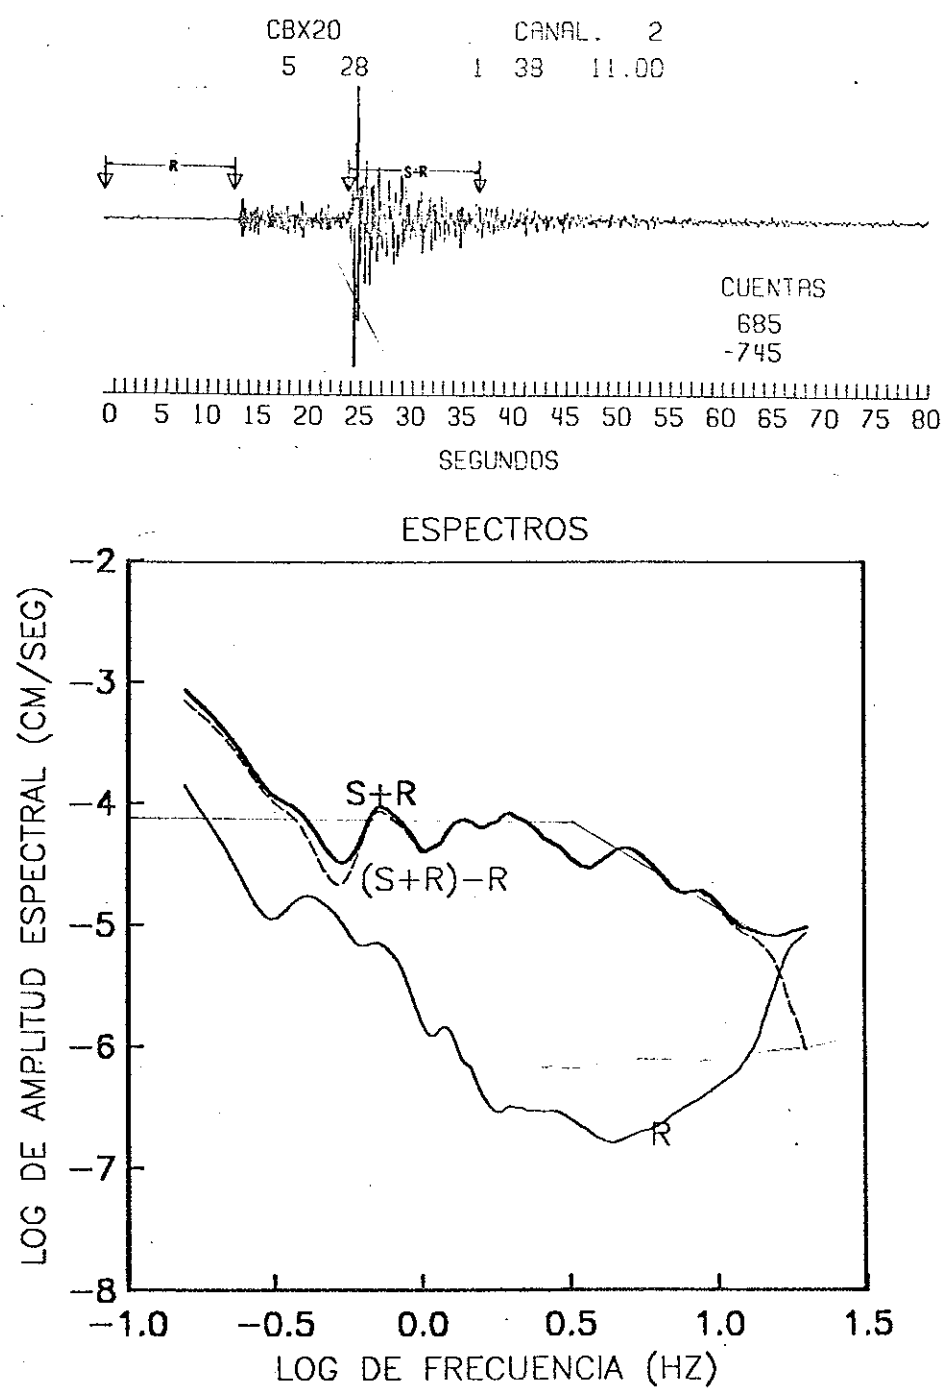 CBX20 CANAL. 2
5 28 1 38 11.00
R S-R
CUENTAS
685
-745
0 5 10 15 20 25 30 35 40 45 50 55 60 65 70 75 80
SEGUNDOS
ESPECTROS
LOG DE AMPLITUD ESPECTRAL (CM/SEG)
-2
-3
-4
-5
-6
-7
-8
S+R
(S+R)-R
R
-1.0 -0.5 0.0 0.5 1.0 1.5
LOG DE FRECUENCIA (HZ)